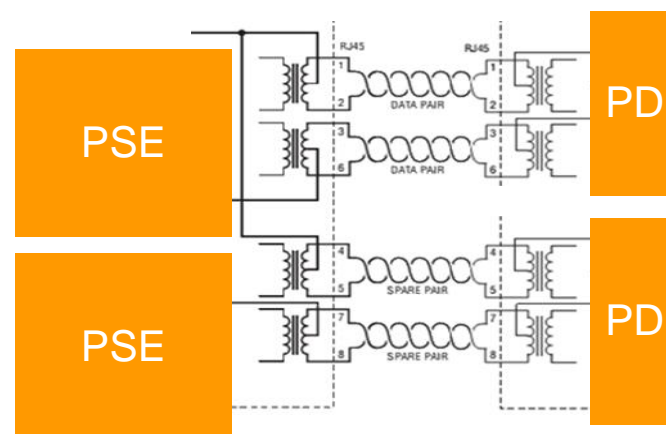 RJ45 RJ45
1 1
2 2
DATA PAIR
PSE
PD
3 3
6 6
DATA PAIR
4 4
5 5
SPARE PAIR
PSE
PD
7 7
8 8
SPARE PAIR